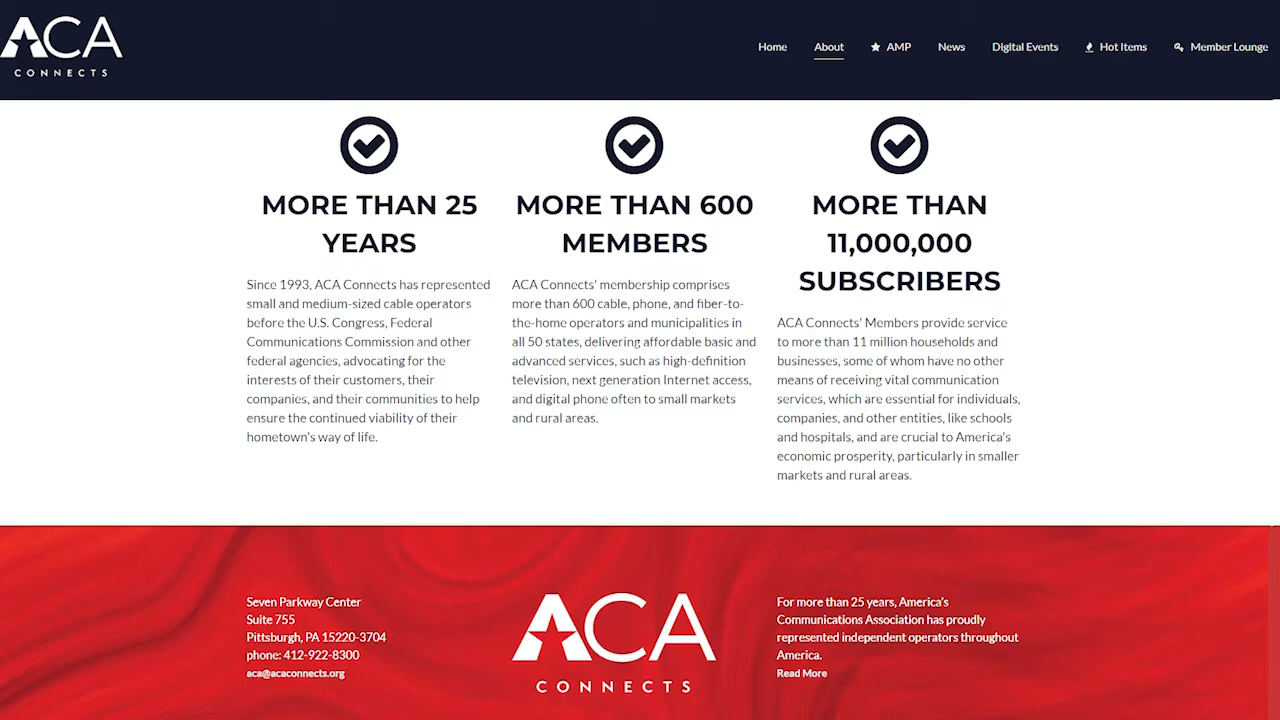 ACA
CONNECTS
Home
About
AMP
News
Digital Events
Hot Items
Member Lounge
MORE THAN 25
YEARS
Since 1993, ACA Connects has represented
small and medium-sized cable operators
before the U.S. Congress, Federal
Communications Commission and other
federal agencies, advocating for the
interests of their customers, their
companies, and their communities to help
ensure the continued viability of their
hometown's way of life.
MORE THAN 600
MEMBERS
ACA Connects' membership comprises
more than 600 cable, phone, and fiber-to-
the-home operators and municipalities in
all 50 states, delivering affordable basic and
advanced services, such as high-definition
television, next generation Internet access,
and digital phone often to small markets
and rural areas.
MORE THAN
11,000,000
SUBSCRIBERS
ACA Connects' Members provide service
to more than 11 million households and
businesses, some of whom have no other
means of receiving vital communication
services, which are essential for individuals,
companies, and other entities, like schools
and hospitals, and are crucial to America's
economic prosperity, particularly in smaller
markets and rural areas.
Seven Parkway Center
Suite 755
Pittsburgh, PA 15220-3704
phone: 412-922-8300
aca@acaconnects.org
ACA
CONNECTS
For more than 25 years, America's
Communications Association has proudly
represented independent operators throughout
America.
Read More